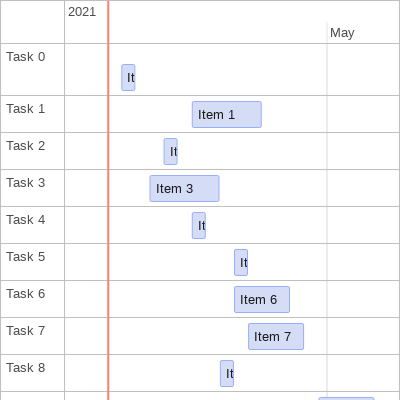 2021
May
Task 0
It
Task 1
Item 1
Task 2
It
Task 3
Item 3
Task 4
It
Task 5
It
Task 6
Item 6
Task 7
Item 7
Task 8
It